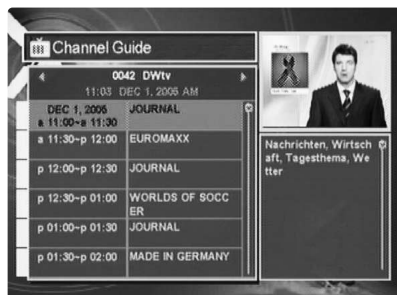 Channel Guide
0042 DWtv
11:03 DEC 1, 2005 AM
DEC 1, 2005
a 11:00~a 11:30
JOURNAL
a 11:30~p 12:00
EUROMAXX
p 12:00~p 12:30
JOURNAL
p 12:30~p 01:00
WORLDS OF SOCC
ER
p 01:00~p 01:30
JOURNAL
p 01:30~p 02:00
MADE IN GERMANY
Nachrichten, Wirtsch
aft, Tagesthema, We
tter